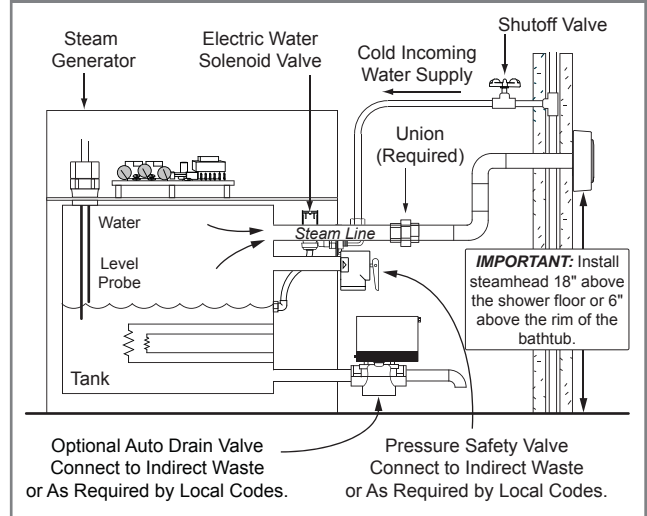 Steam
Generator
Electric Water
Solenoid Valve
Shutoff Valve
Cold Incoming
Water Supply
Union
(Required)
Water
Steam Line
Level
Probe
IMPORTANT: Install
steamhead 18" above
the shower floor or 6"
above the rim of the
bathtub.
Tank
Optional Auto Drain Valve
Connect to Indirect Waste
or As Required by Local Codes.
Pressure Safety Valve
Connect to Indirect Waste
or As Required by Local Codes.